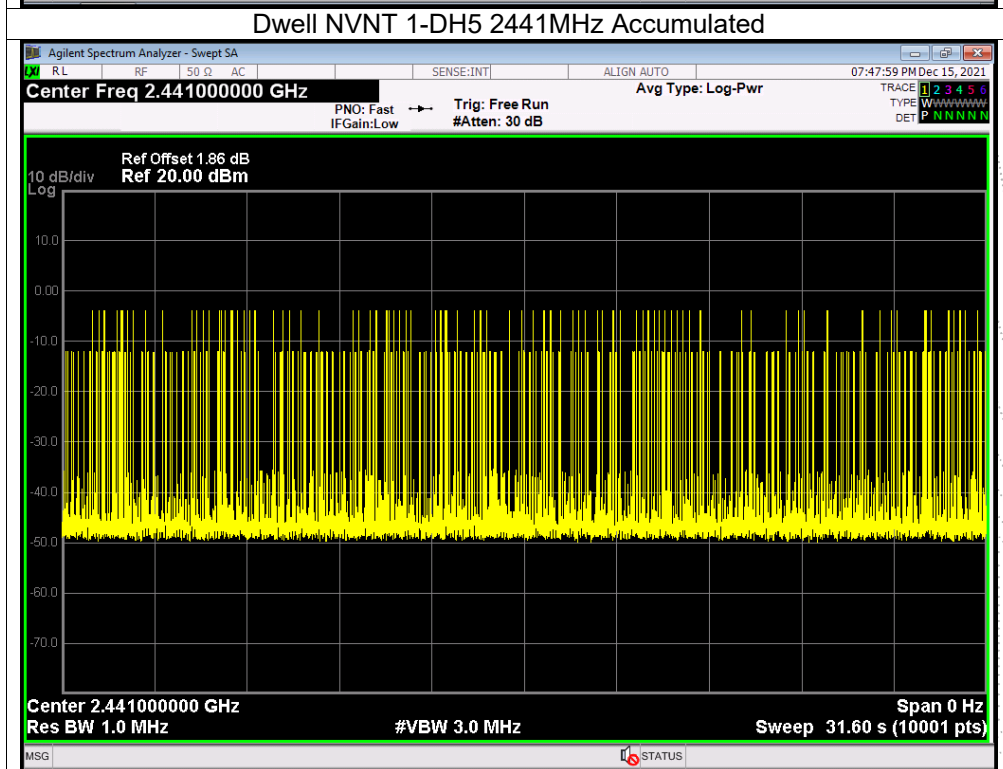 Dwell NVNT 1-DH5 2441MHz Accumulated
Agilent Spectrum Analyzer - Swept SA
LXI RL RF 50 Ω AC SENSE:INT ALIGN AUTO 07:47:59 PM Dec 15, 2021
Center Freq 2.441000000 GHz Avg Type: Log-Pwr TRACE 1 2 3 4 5 6
PNO: Fast Trig: Free Run TYPE WWWWWW
IFGain:Low #Atten: 30 dB DET P N N N N N
Ref Offset 1.86 dB
10 dB/div Ref 20.00 dBm
Log
10.0
0.00
-10.0
-20.0
-30.0
-40.0
-50.0
-60.0
-70.0
Center 2.441000000 GHz Span 0 Hz
Res BW 1.0 MHz #VBW 3.0 MHz Sweep 31.60 s (10001 pts)
MSG STATUS